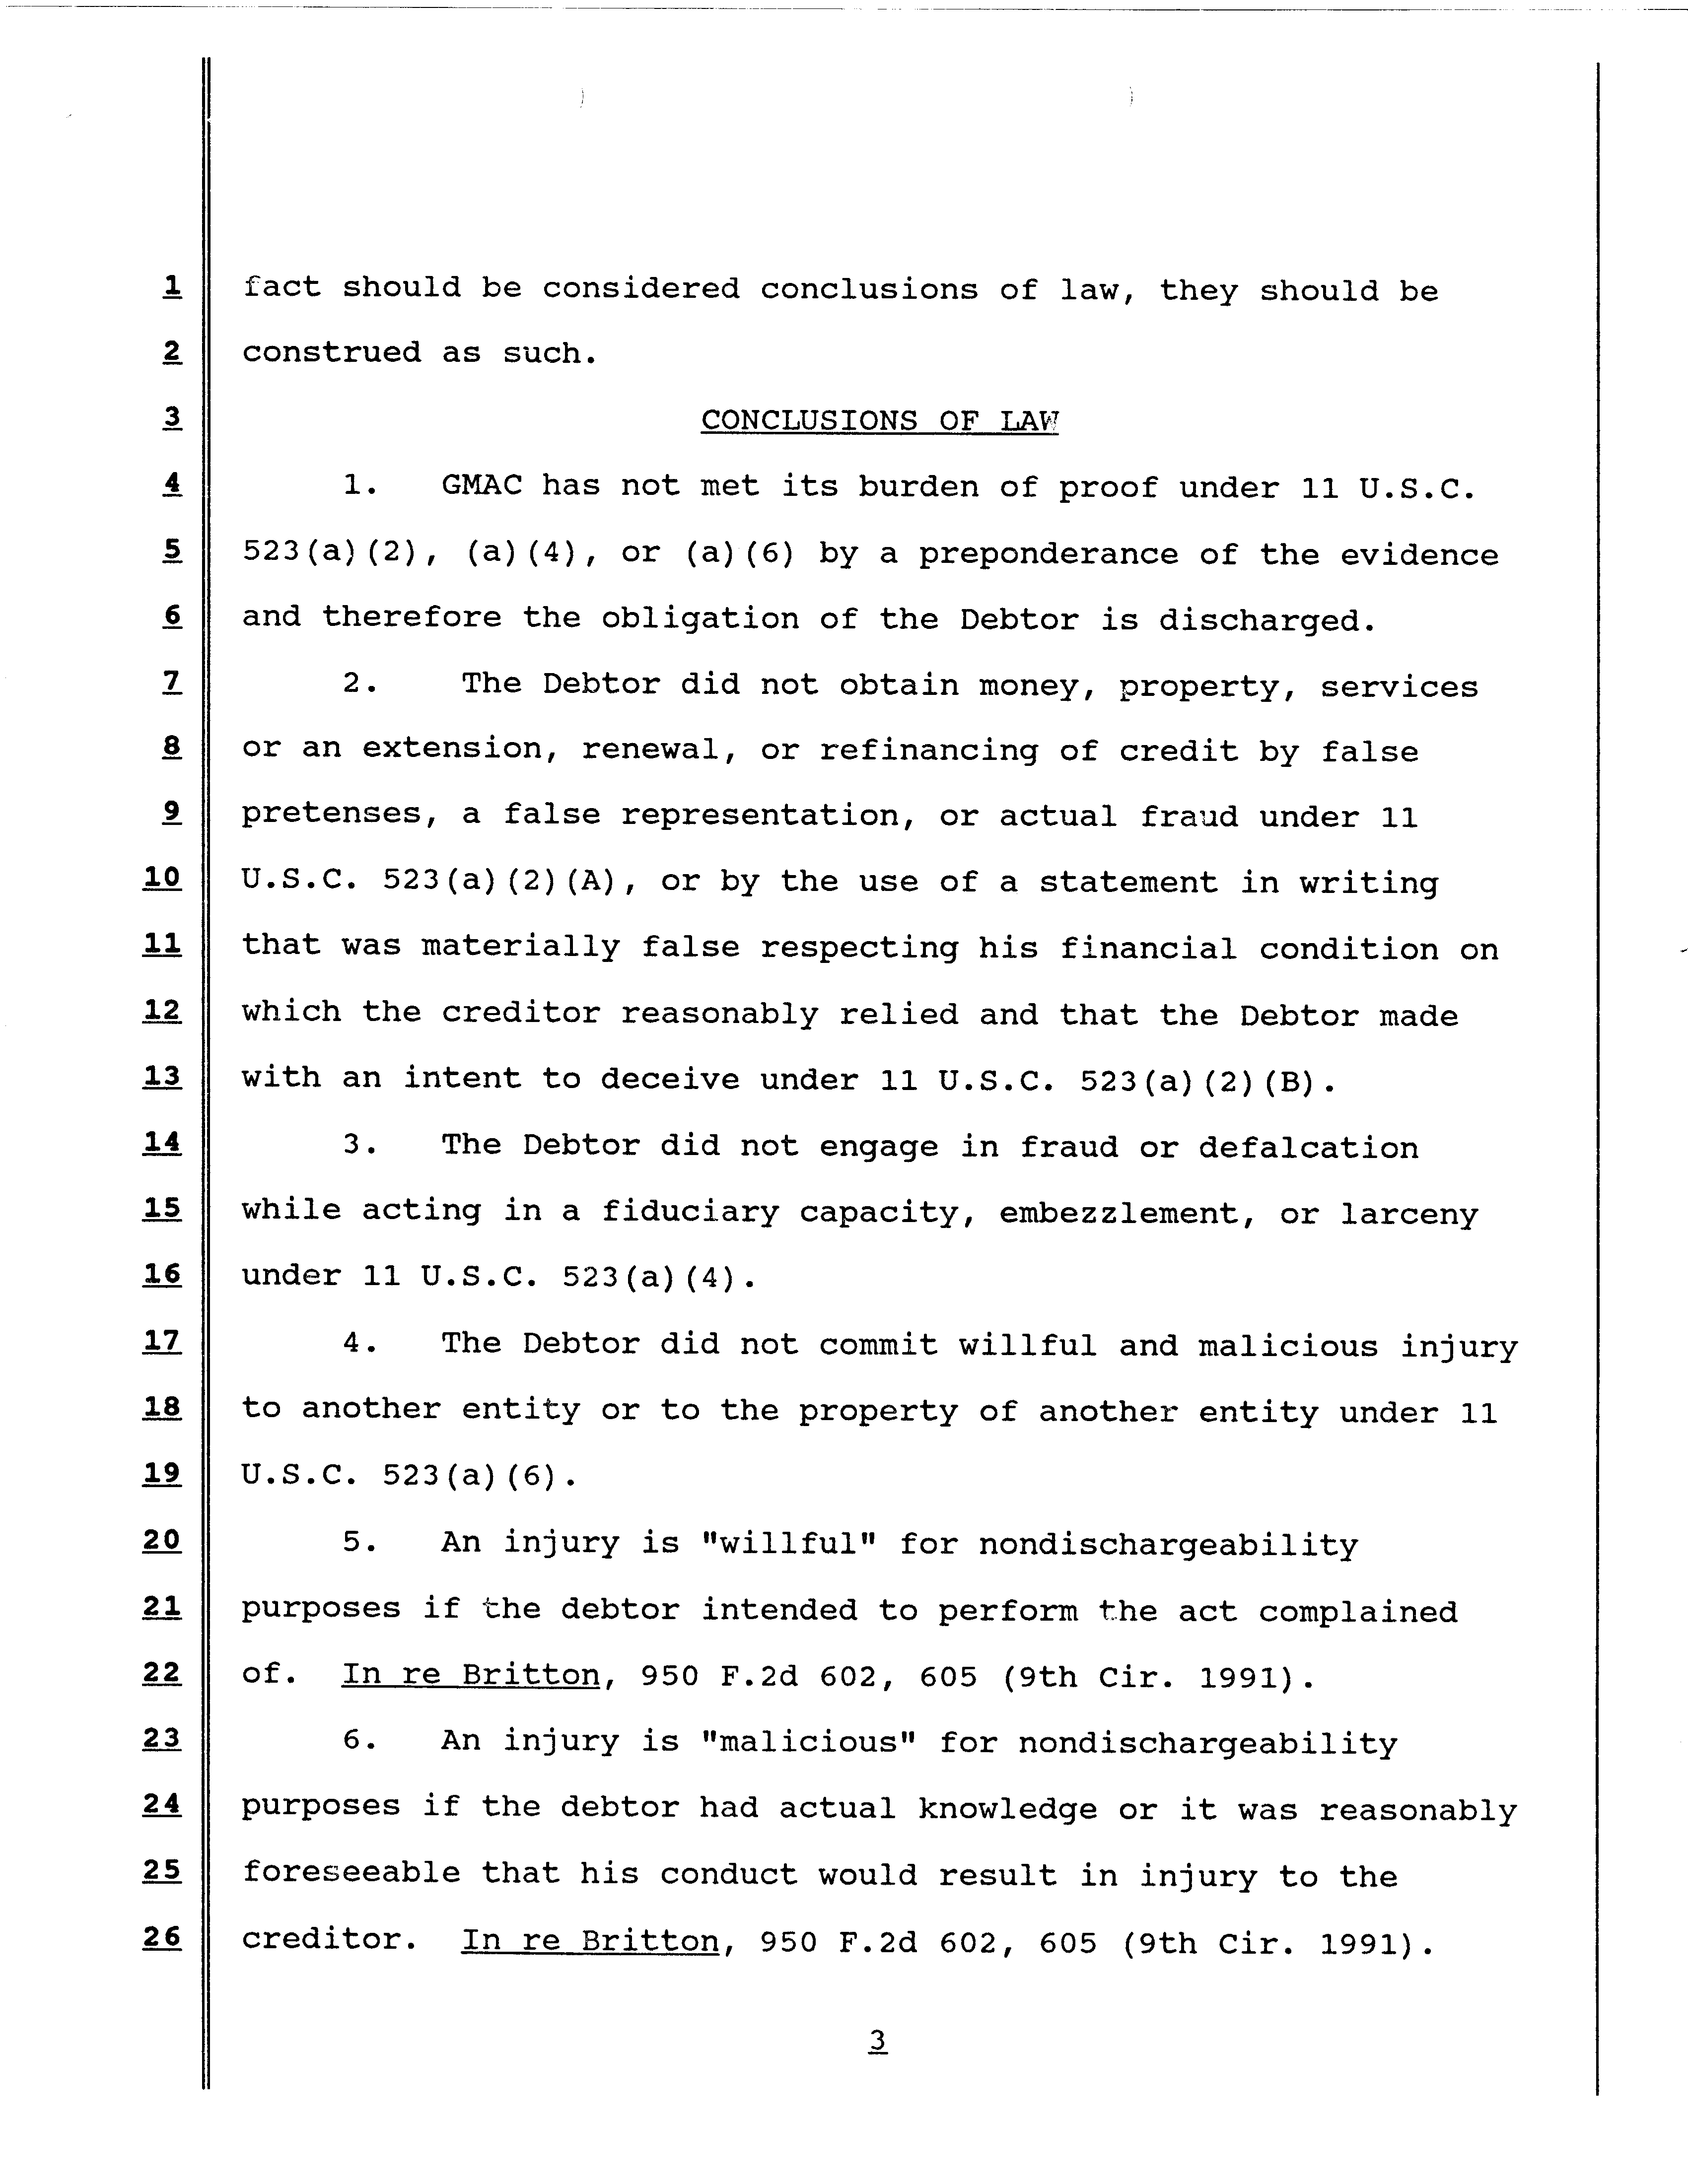 1 fact should be considered conclusions of law, they should be
2 construed as such.
3 CONCLUSIONS OF LAW
4 1. GMAC has not met its burden of proof under 11 U.S.C.
5 523(a)(2), (a)(4), or (a)(6) by a preponderance of the evidence
6 and therefore the obligation of the Debtor is discharged.
7 2. The Debtor did not obtain money, property, services
8 or an extension, renewal, or refinancing of credit by false
9 pretenses, a false representation, or actual fraud under 11
10 U.S.C. 523(a)(2)(A), or by the use of a statement in writing
11 that was materially false respecting his financial condition on
12 which the creditor reasonably relied and that the Debtor made
13 with an intent to deceive under 11 U.S.C. 523(a)(2)(B).
14 3. The Debtor did not engage in fraud or defalcation
15 while acting in a fiduciary capacity, embezzlement, or larceny
16 under 11 U.S.C. 523(a)(4).
17 4. The Debtor did not commit willful and malicious injury
18 to another entity or to the property of another entity under 11
19 U.S.C. 523(a)(6).
20 5. An injury is "willful" for nondischargeability
21 purposes if the debtor intended to perform the act complained
22 of. In re Britton, 950 F.2d 602, 605 (9th Cir. 1991).
23 6. An injury is "malicious" for nondischargeability
24 purposes if the debtor had actual knowledge or it was reasonably
25 foreseeable that his conduct would result in injury to the
26 creditor. In re Britton, 950 F.2d 602, 605 (9th Cir. 1991).
3